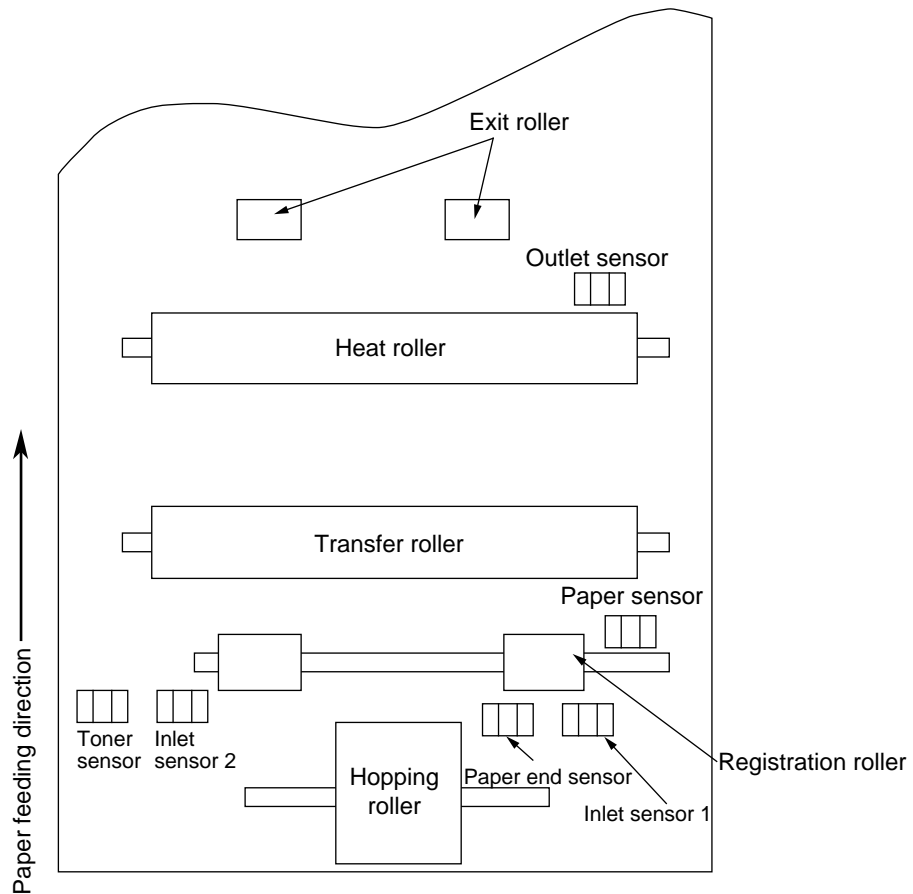 Exit roller
Outlet sensor
Heat roller
Transfer roller
Paper sensor
Toner
sensor
Inlet
sensor 2
Paper end sensor
Registration roller
Hopping
roller
Inlet sensor 1
Paper feeding direction